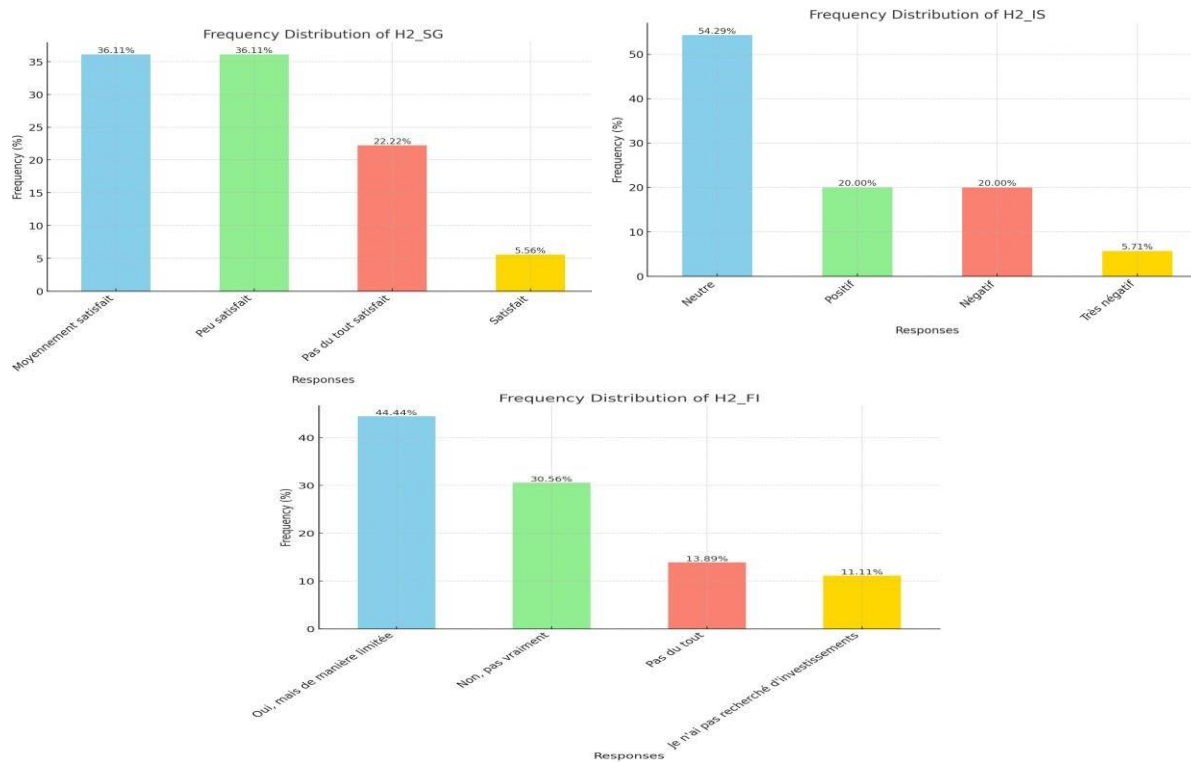 Frequency Distribution of H2_SG
Frequency (%)
35
30
25
20
15
10
5
0
36.11%
36.11%
22.22%
5.56%
Moyennement satisfait
Peu satisfait
Pas du tout satisfait
Satisfait
Responses
Frequency Distribution of H2_IS
Frequency (%)
50
40
30
20
10
0
54.29%
20.00%
20.00%
5.71%
Neutre
Positif
Négatif
Très négatif
Responses
Frequency Distribution of H2_FI
Frequency (%)
40
30
20
10
0
44.44%
30.56%
13.89%
11.11%
Oui, mais de manière limitée
Non, pas vraiment
Pas du tout
Je n'ai pas recherché d'investissements
Responses